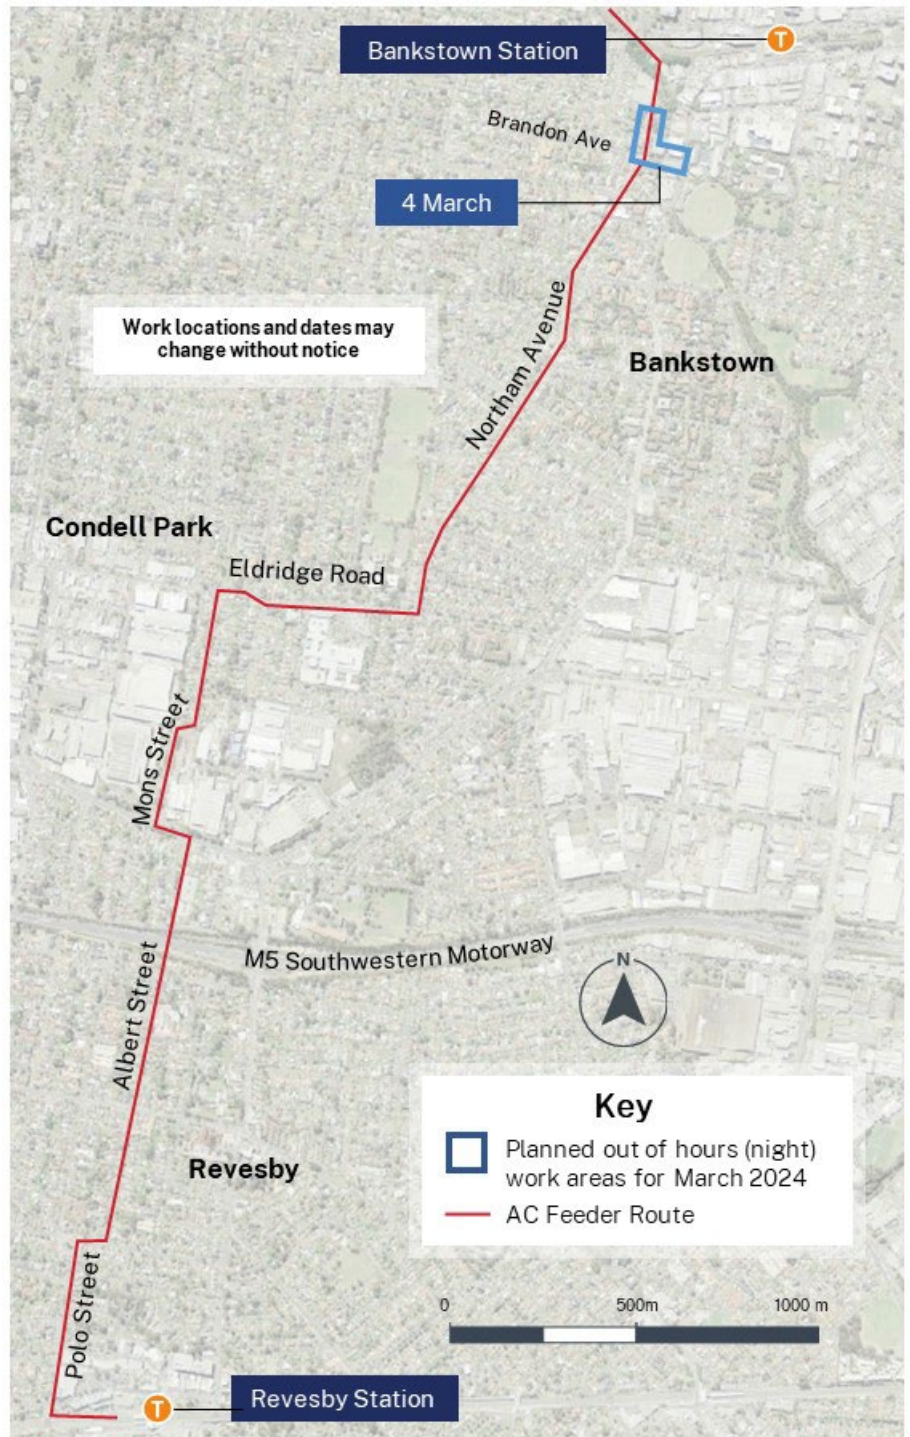 Bankstown Station
T
Brandon Ave
4 March
Work locations and dates may
change without notice
Northam Avenue
Bankstown
Condell Park
Eldridge Road
Mons Street
M5 Southwestern Motorway
Albert Street
N
Key
Planned out of hours (night)
work areas for March 2024
AC Feeder Route
Revesby
Polo Street
0 500m 1000 m
T
Revesby Station